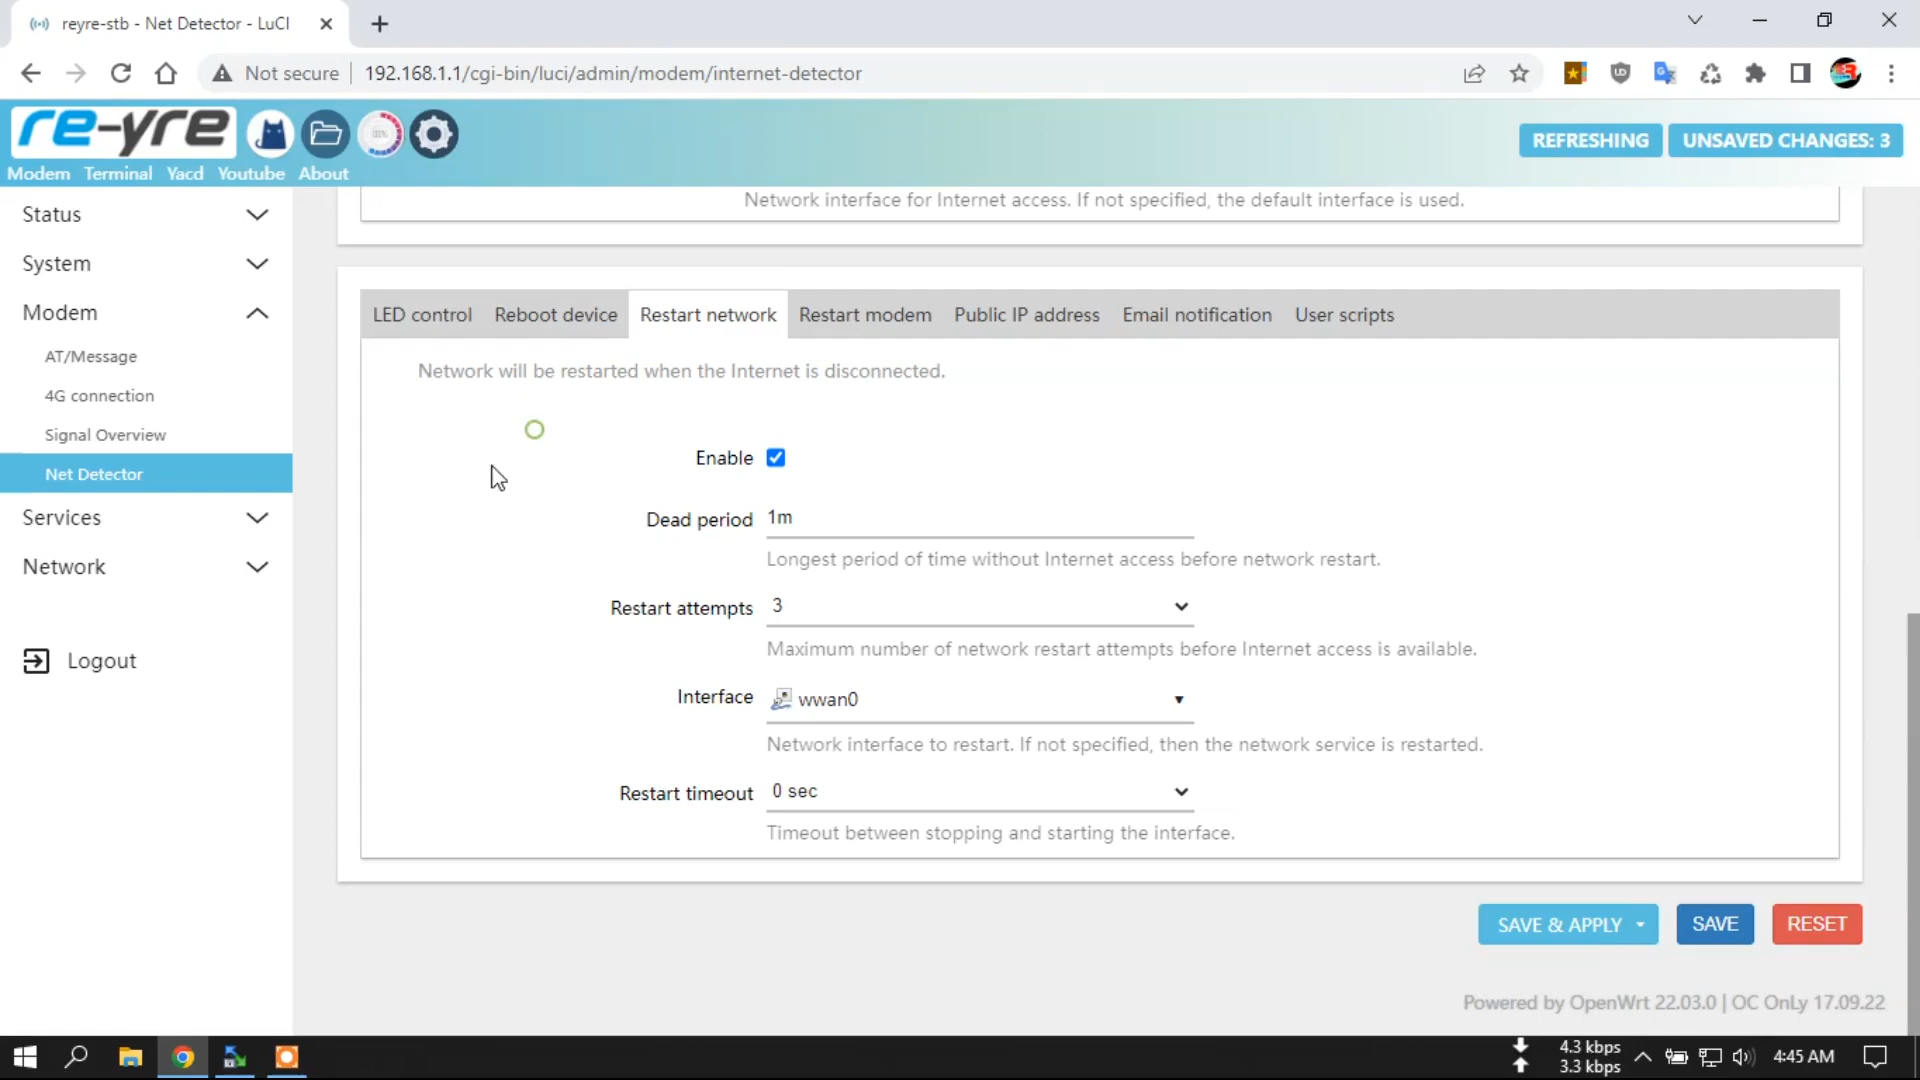 reyre-stb - Net Detector - LuCI
Not secure
192.168.1.1/cgi-bin/luci/admin/modem/internet-detector
re-yre
REFRESHING
UNSAVED CHANGES: 3
Modem Terminal Yacd Youtube About
Status
System
Modem
AT/Message
4G connection
Signal Overview
Net Detector
Services
Network
Logout
Network interface for Internet access. If not specified, the default interface is used.
LED control Reboot device Restart network Restart modem Public IP address Email notification User scripts
Network will be restarted when the Internet is disconnected.
Enable
Dead period 1m
Longest period of time without Internet access before network restart.
Restart attempts 3
Maximum number of network restart attempts before Internet access is available.
Interface wwan0
Network interface to restart. If not specified, then the network service is restarted.
Restart timeout 0 sec
Timeout between stopping and starting the interface.
SAVE & APPLY SAVE RESET
Powered by OpenWrt 22.03.0 | OC OnLy 17.09.22
4.3 kbps
3.3 kbps
4:45 AM